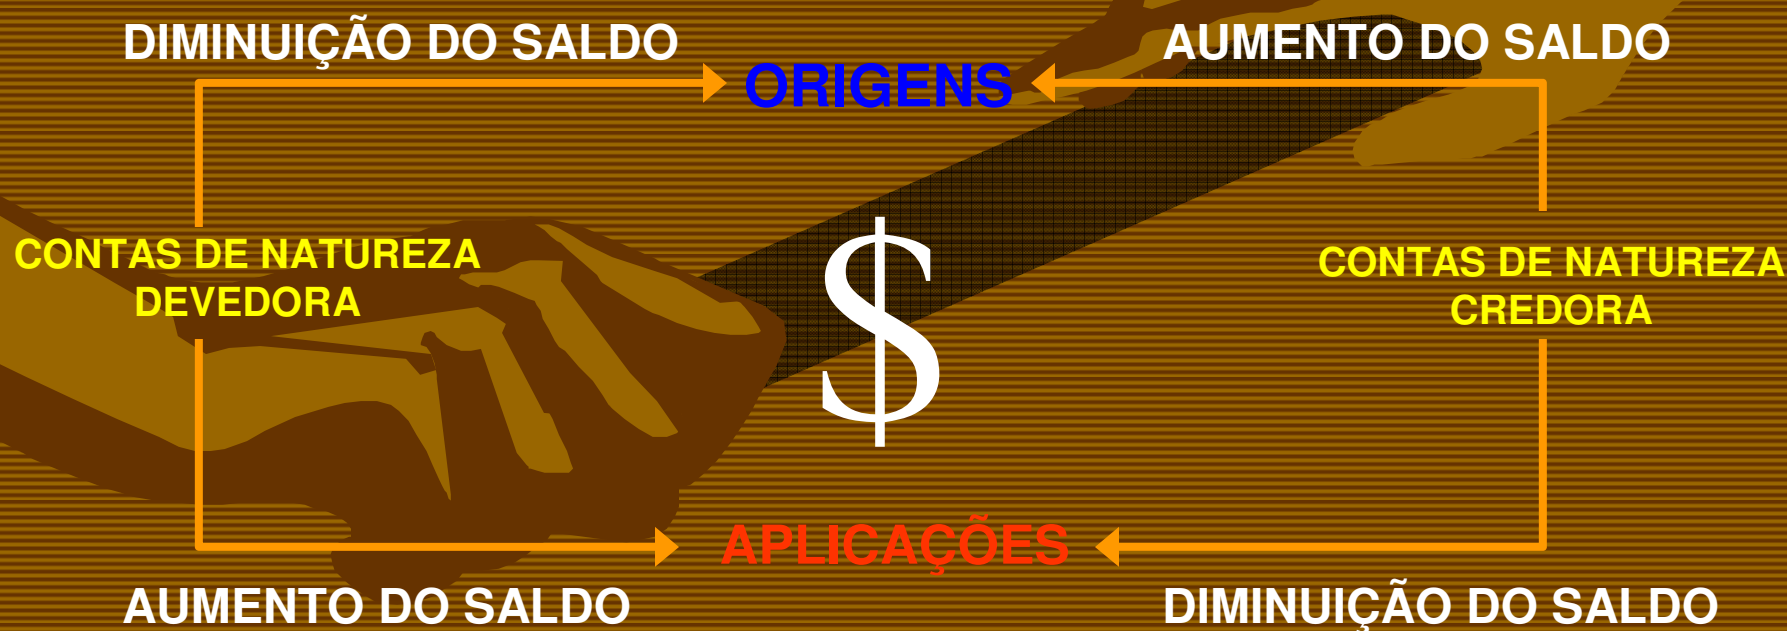 DIMINUIÇÃO DO SALDO
AUMENTO DO SALDO
ORIGENS
CONTAS DE NATUREZA
DEVEDORA
$
CONTAS DE NATUREZA
CREDORA
APLICAÇÕES
AUMENTO DO SALDO
DIMINUIÇÃO DO SALDO